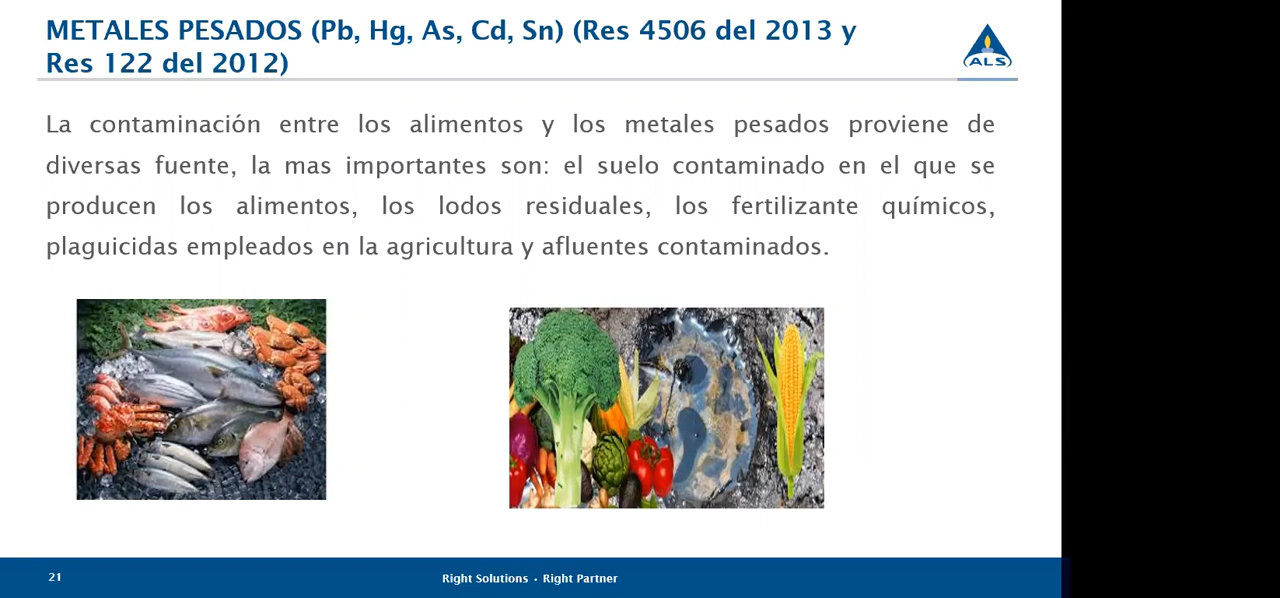 METALES PESADOS (Pb, Hg, As, Cd, Sn) (Res 4506 del 2013 y
Res 122 del 2012)
ALS
La contaminación entre los alimentos y los metales pesados proviene de
diversas fuente, la mas importantes son: el suelo contaminado en el que se
producen los alimentos, los lodos residuales, los fertilizante químicos,
plaguicidas empleados en la agricultura y afluentes contaminados.
21
Right Solutions · Right Partner